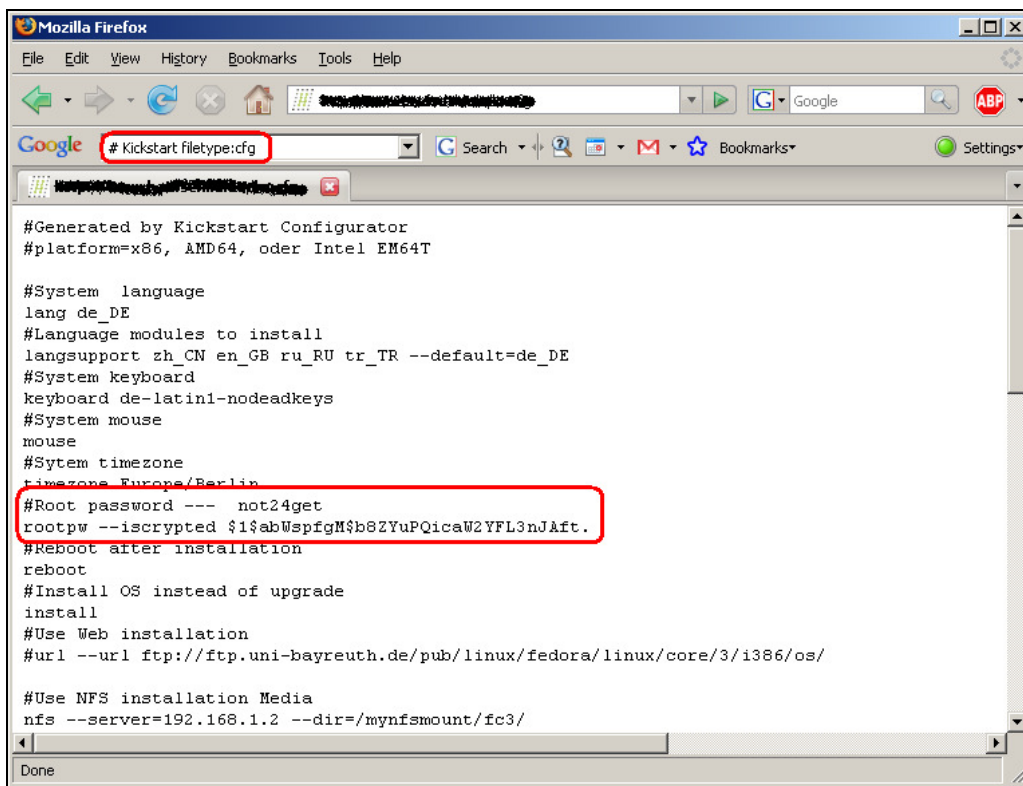 Mozilla Firefox
File Edit View History Bookmarks Tools Help
G Google ABP
Google # Kickstart filetype:cfg G Search Bookmarks Settings
#Generated by Kickstart Configurator
#platform=x86, AMD64, oder Intel EM64T
#System  language
lang de_DE
#Language modules to install
langsupport zh_CN en_GB ru_RU tr_TR --default=de_DE
#System keyboard
keyboard de-latin1-nodeadkeys
#System mouse
mouse
#Sytem timezone
timezone Europe/Berlin
#Root password ---  not24get
rootpw --iscrypted $1$abWspfgM$b8ZYuPQicaW2YFL3nJAft.
#Reboot after installation
reboot
#Install OS instead of upgrade
install
#Use Web installation
#url --url ftp://ftp.uni-bayreuth.de/pub/linux/fedora/linux/core/3/i386/os/
#Use NFS installation Media
nfs --server=192.168.1.2 --dir=/mynfsmount/fc3/
Done